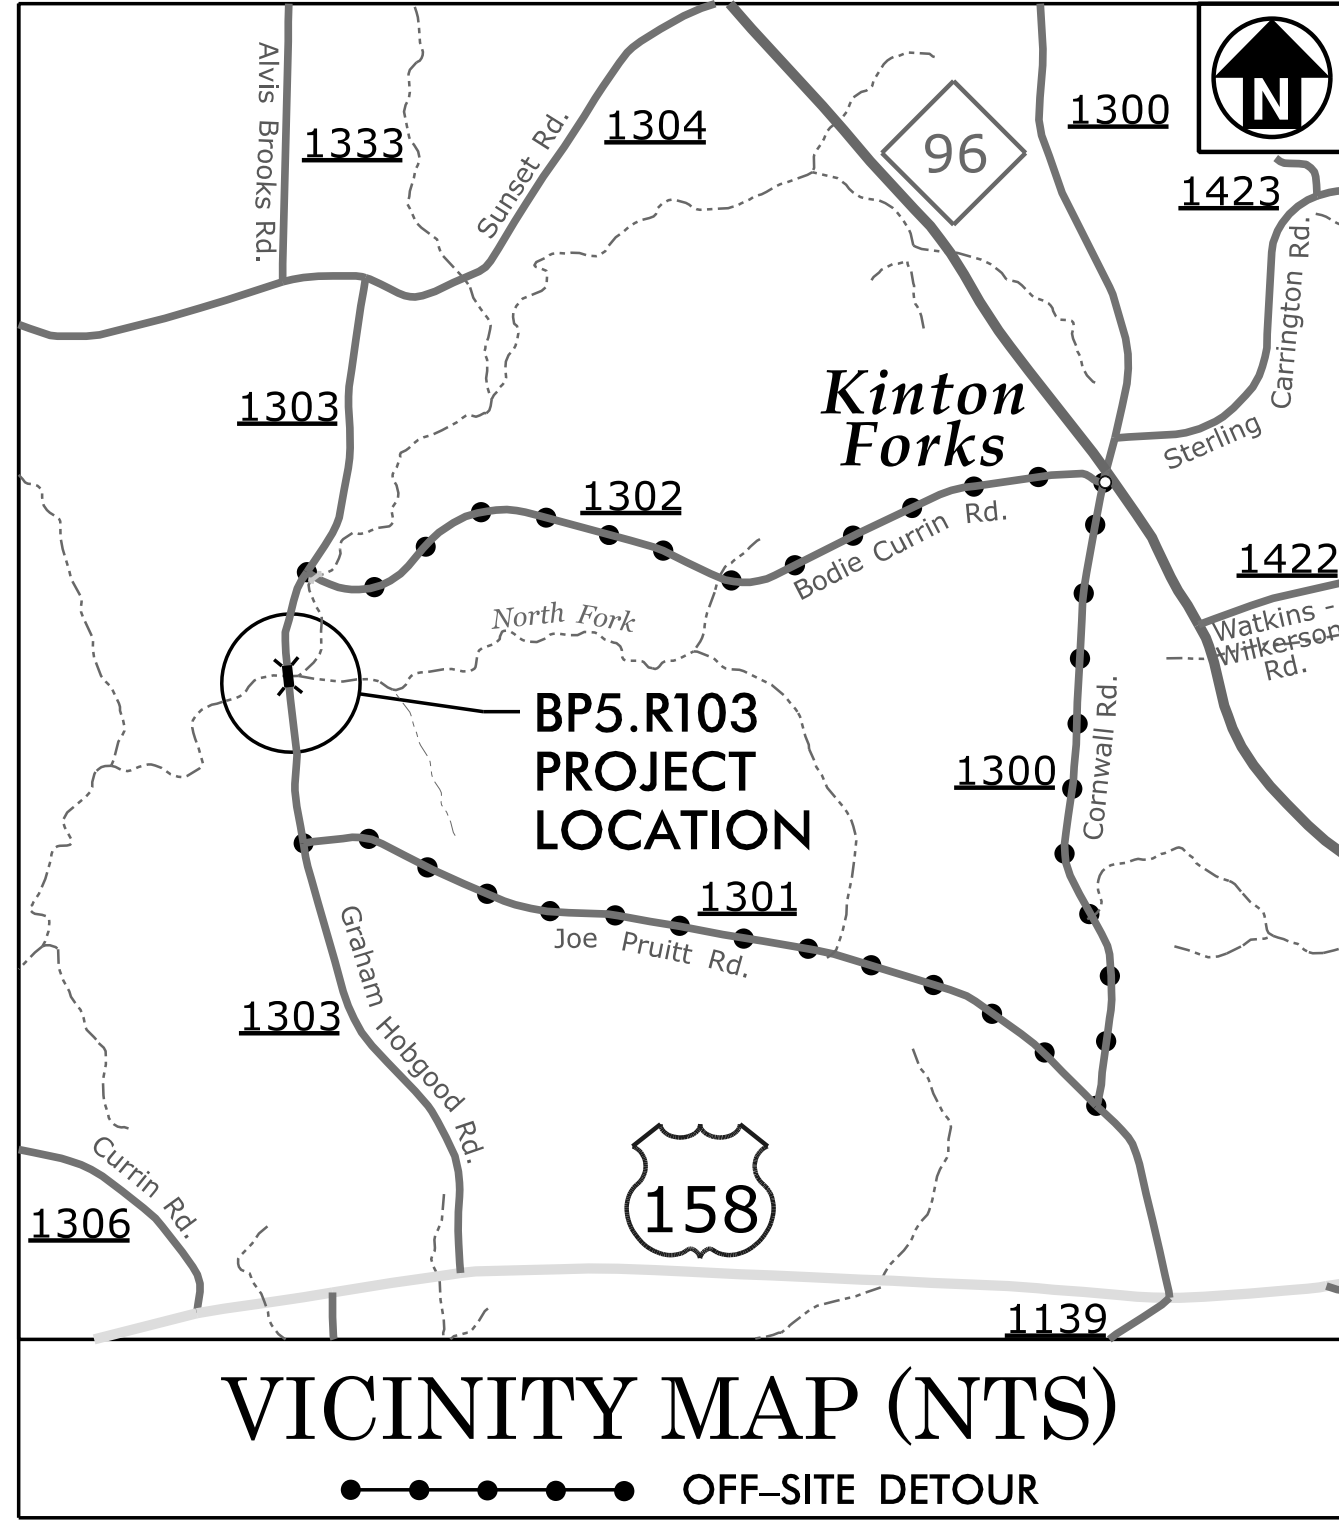 Alvis Brooks Rd.
1333
Sunset Rd.
1304
96
1300
N
1423
Sterling Carrington Rd.
1303
Kinton
Forks
1302
Bodie Currin Rd.
1422
Watkins -
Wilkerson
Rd.
North Fork
BP5.R103
PROJECT
LOCATION
1300
Cornwall Rd.
1301
Joe Pruitt Rd.
Graham Hobgood Rd.
1303
Currin Rd.
1306
158
1139
VICINITY MAP (NTS)
OFF–SITE DETOUR